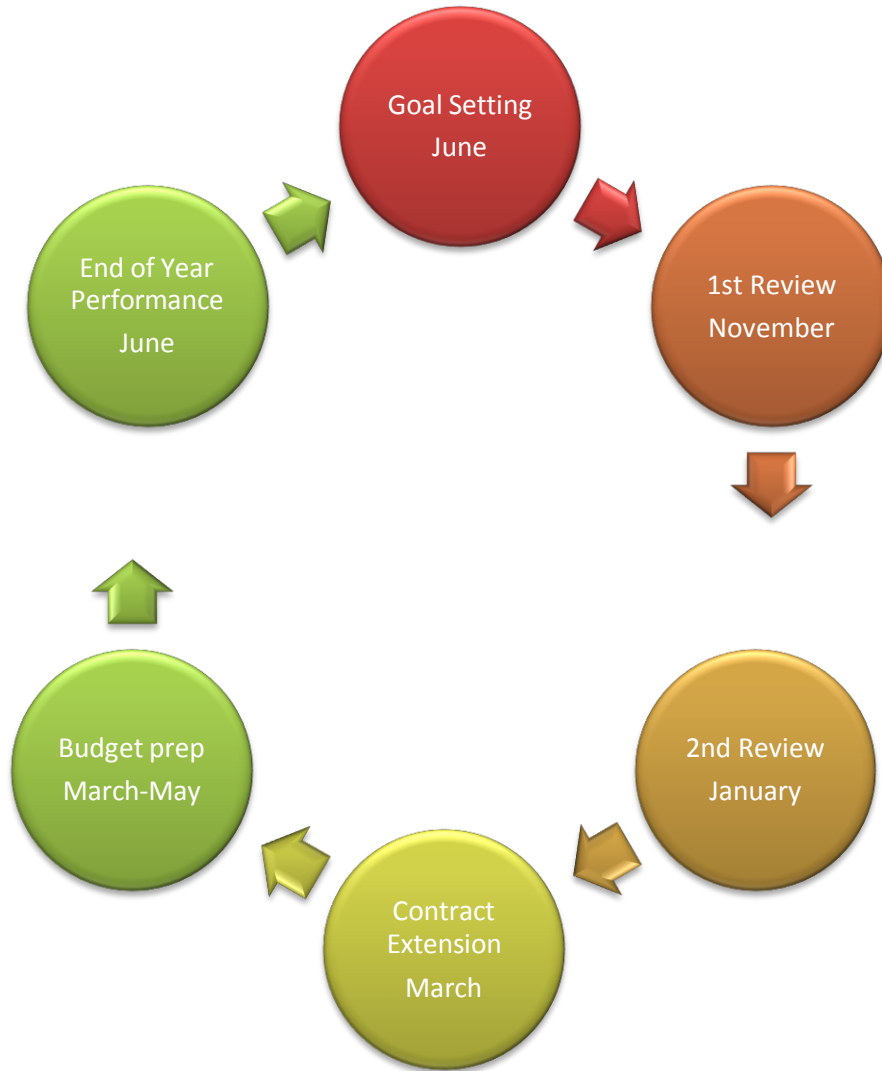 Goal Setting
June
1st Review
November
2nd Review
January
Contract
Extension
March
Budget prep
March-May
End of Year
Performance
June